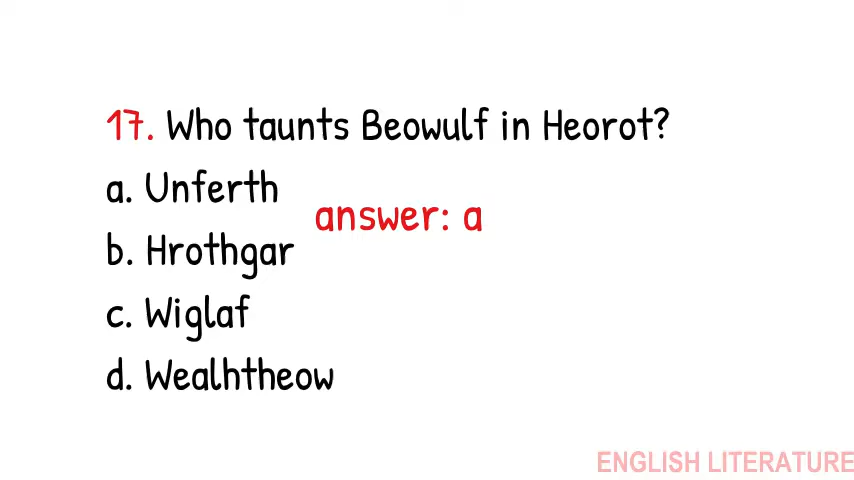 17. Who taunts Beowulf in Heorot?
a. Unferth
answer: a
b. Hrothgar
c. Wiglaf
d. Wealhtheow
ENGLISH LITERATURE